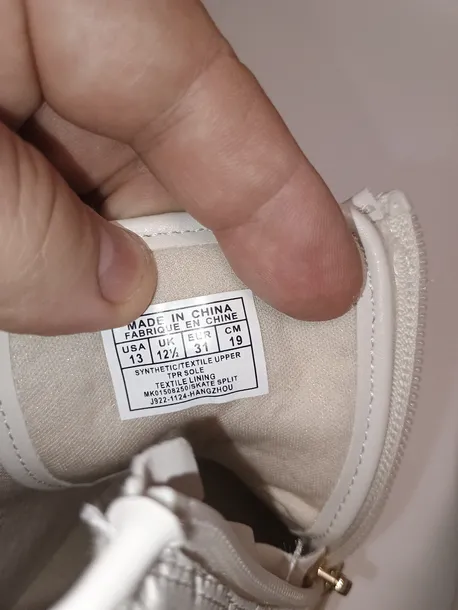 MADE IN CHINA
FABRIQUE EN CHINE
USA UK EUR CM
13 12½ 31 19
SYNTHETIC/TEXTILE UPPER
TPR SOLE
TEXTILE LINING
MK01508250/SKATE SPLIT
J922-1124-HANGZHOU